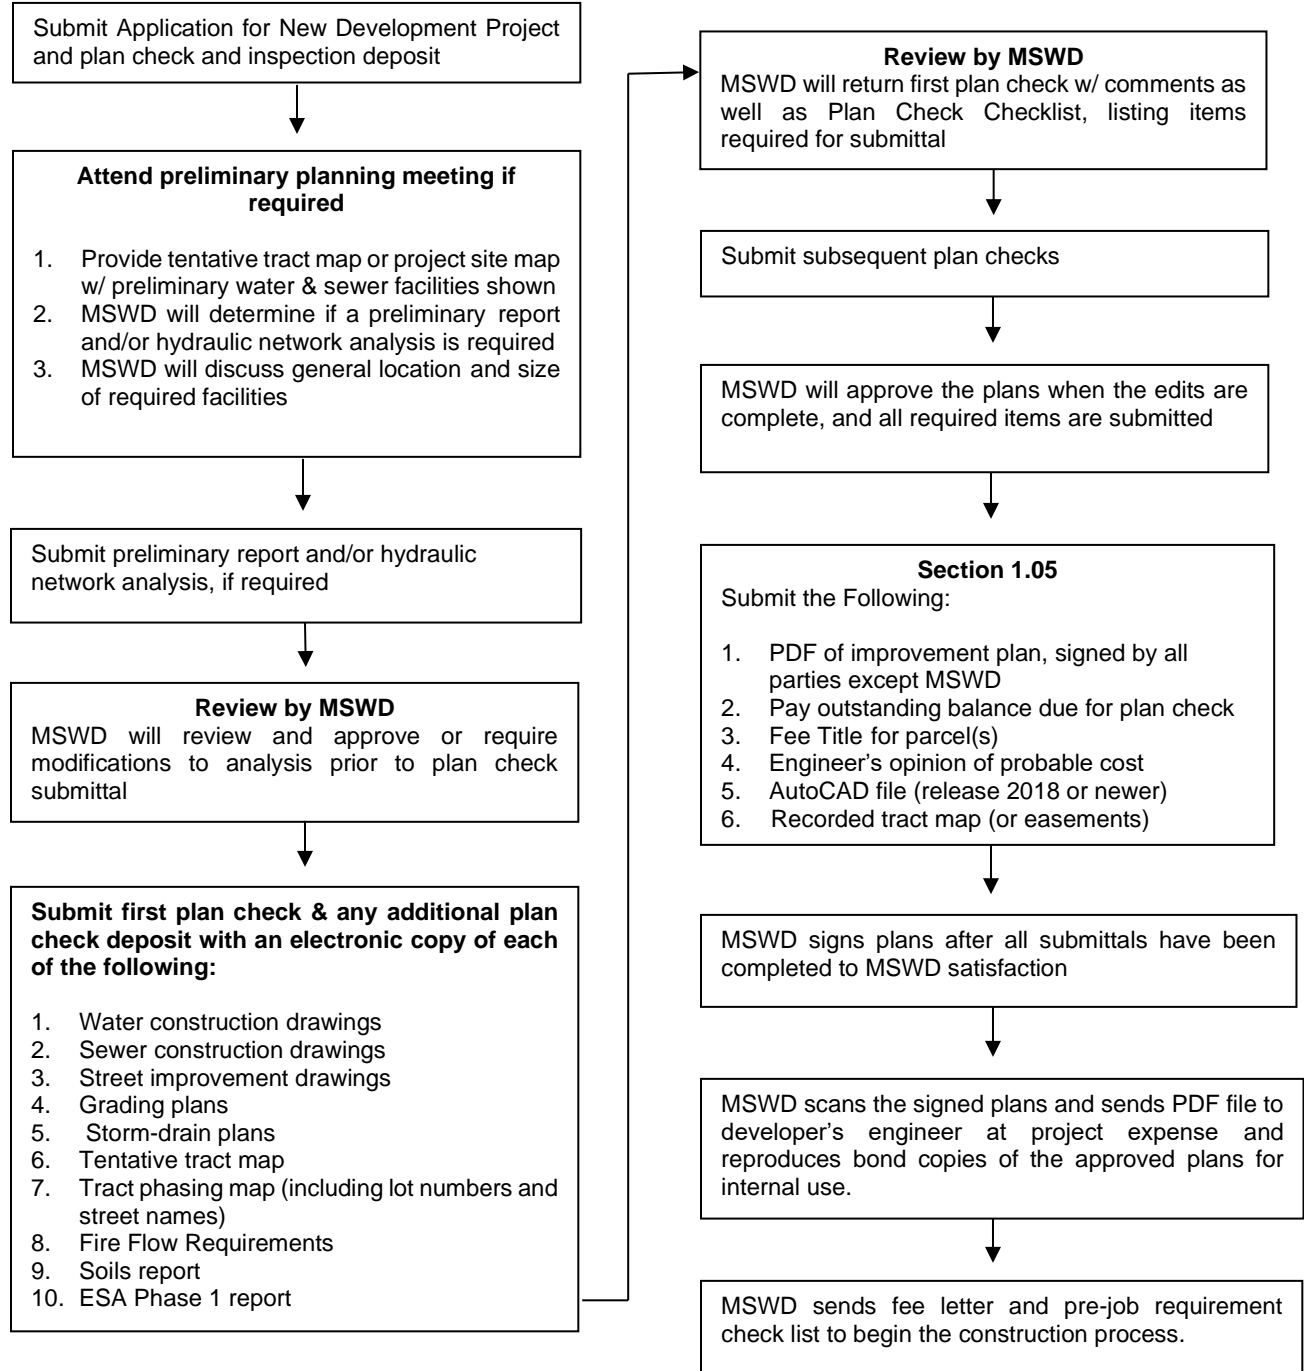 Submit Application for New Development Project
and plan check and inspection deposit
Attend preliminary planning meeting if
required
1. Provide tentative tract map or project site map
w/ preliminary water & sewer facilities shown
2. MSWD will determine if a preliminary report
and/or hydraulic network analysis is required
3. MSWD will discuss general location and size
of required facilities
Submit preliminary report and/or hydraulic
network analysis, if required
Review by MSWD
MSWD will review and approve or require
modifications to analysis prior to plan check
submittal
Submit first plan check & any additional plan
check deposit with an electronic copy of each
of the following:
1. Water construction drawings
2. Sewer construction drawings
3. Street improvement drawings
4. Grading plans
5. Storm-drain plans
6. Tentative tract map
7. Tract phasing map (including lot numbers and
street names)
8. Fire Flow Requirements
9. Soils report
10. ESA Phase 1 report
Review by MSWD
MSWD will return first plan check w/ comments as
well as Plan Check Checklist, listing items
required for submittal
Submit subsequent plan checks
MSWD will approve the plans when the edits are
complete, and all required items are submitted
Section 1.05
Submit the Following:
1. PDF of improvement plan, signed by all
parties except MSWD
2. Pay outstanding balance due for plan check
3. Fee Title for parcel(s)
4. Engineer's opinion of probable cost
5. AutoCAD file (release 2018 or newer)
6. Recorded tract map (or easements)
MSWD signs plans after all submittals have been
completed to MSWD satisfaction
MSWD scans the signed plans and sends PDF file to
developer's engineer at project expense and
reproduces bond copies of the approved plans for
internal use.
MSWD sends fee letter and pre-job requirement
check list to begin the construction process.